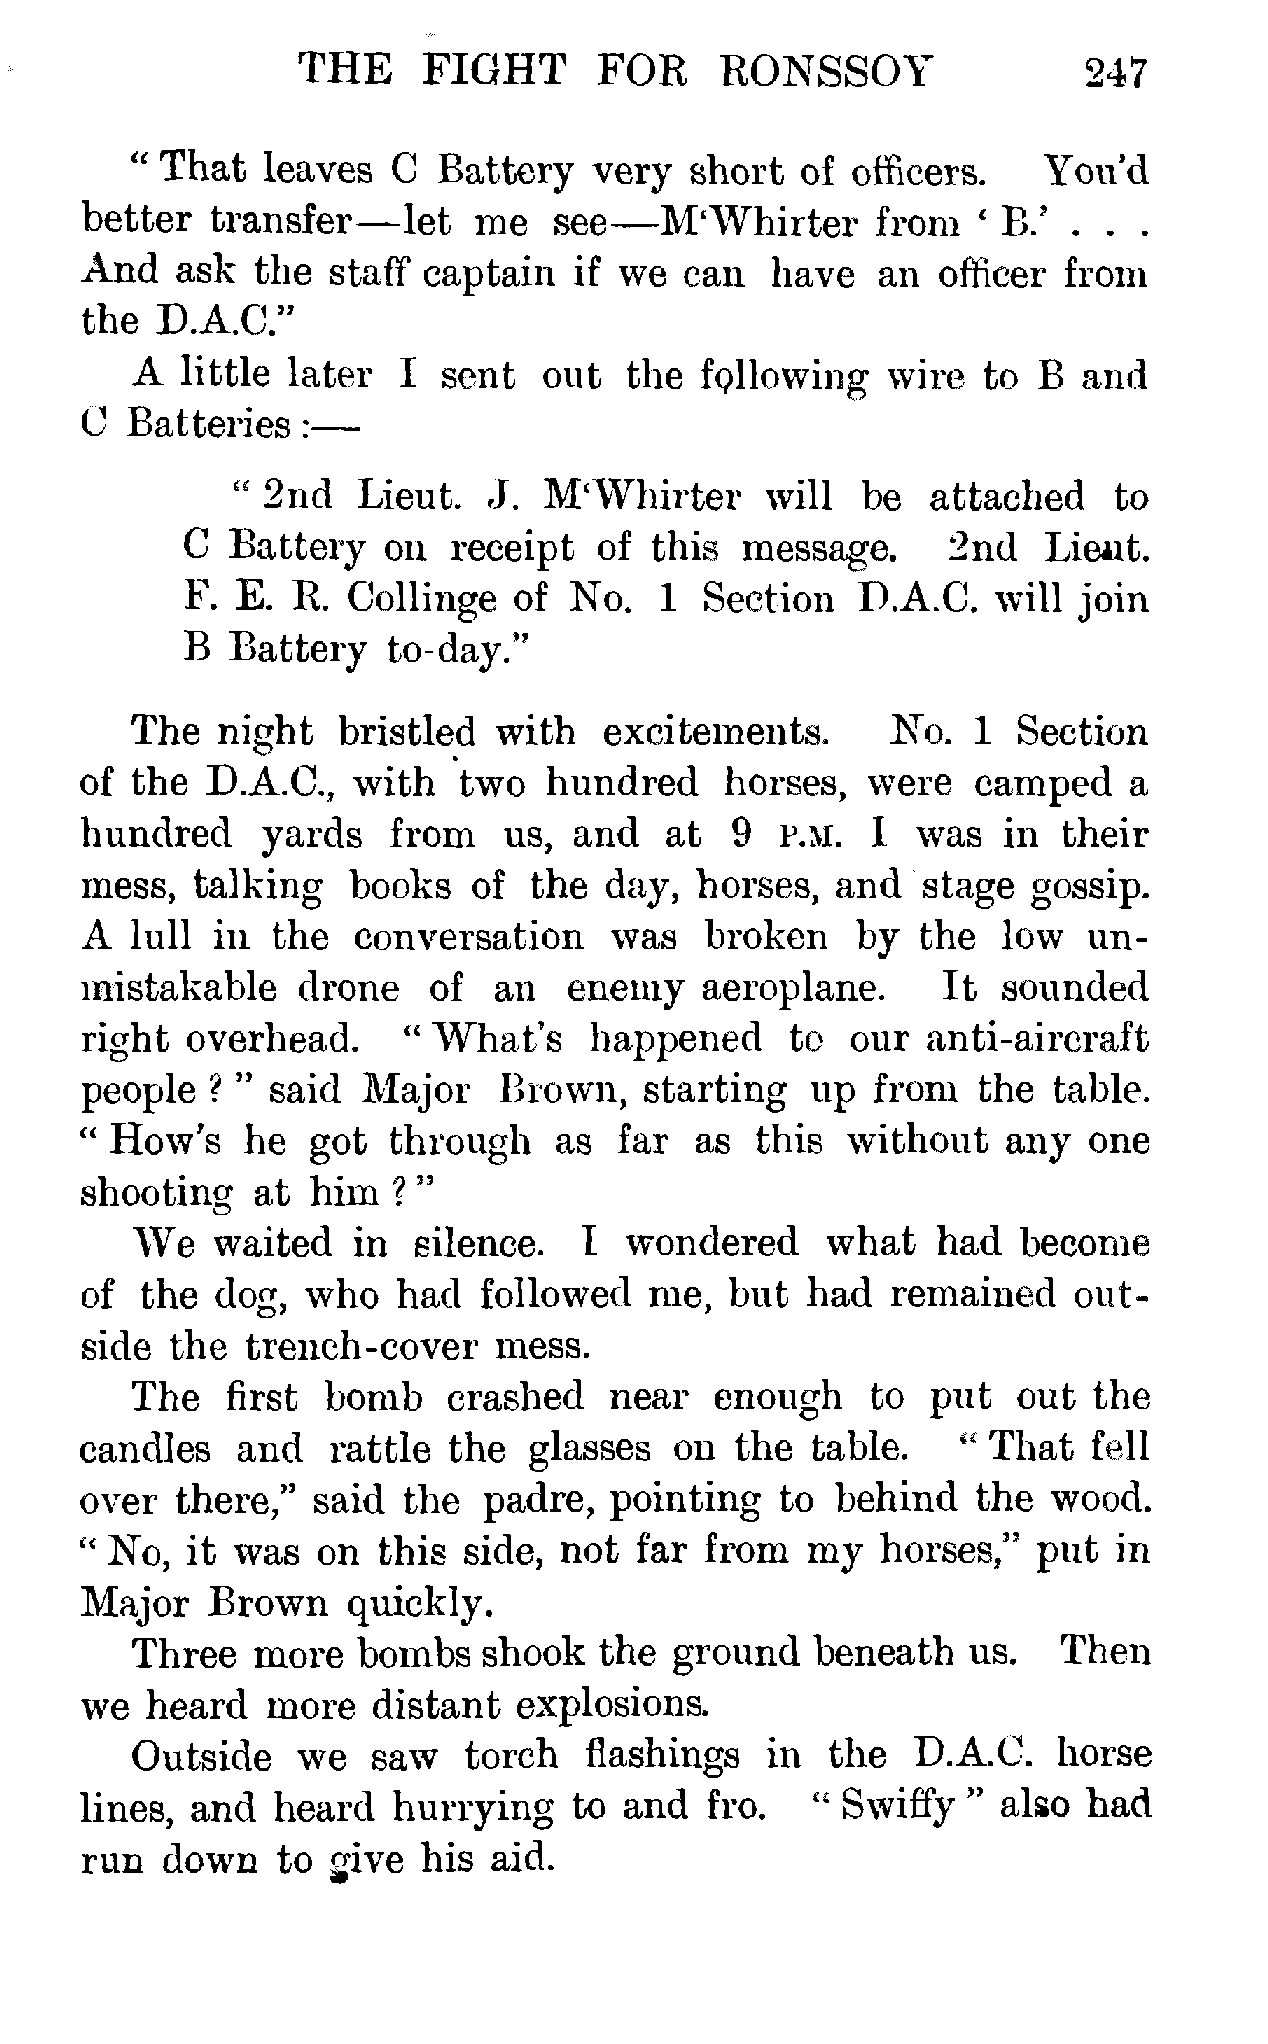 THE FIGHT FOR RONSSOY 247
" That leaves C Battery very short of officers. You'd
better transfer—let me see—M'Whirter from ' B.' . . .
And ask the staff captain if we can have an officer from
the D.A.C."
A little later I sent out the following wire to B and
C Batteries :—
" 2nd Lieut. J. M'Whirter will be attached to
C Battery on receipt of this message. 2nd Lieut.
F. E. R. Collinge of No. 1 Section D.A.C. will join
B Battery to-day."
The night bristled with excitements. No. 1 Section
of the D.A.C., with two hundred horses, were camped a
hundred yards from us, and at 9 P.M. I was in their
mess, talking books of the day, horses, and stage gossip.
A lull in the conversation was broken by the low un-
mistakable drone of an enemy aeroplane. It sounded
right overhead. " What's happened to our anti-aircraft
people ? " said Major Brown, starting up from the table.
" How's he got through as far as this without any one
shooting at him ? "
We waited in silence. I wondered what had become
of the dog, who had followed me, but had remained out-
side the trench-cover mess.
The first bomb crashed near enough to put out the
candles and rattle the glasses on the table. " That fell
over there," said the padre, pointing to behind the wood.
" No, it was on this side, not far from my horses," put in
Major Brown quickly.
Three more bombs shook the ground beneath us. Then
we heard more distant explosions.
Outside we saw torch flashings in the D.A.C. horse
lines, and heard hurrying to and fro. " Swiffy " also had
run down to give his aid.